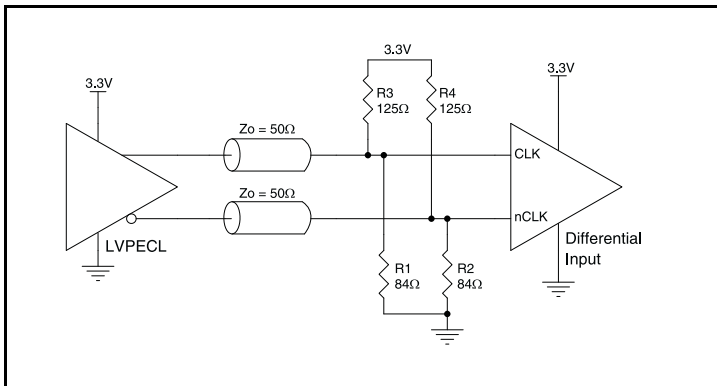 3.3V
3.3V
3.3V
R3
125Ω
R4
125Ω
Zo = 50Ω
CLK
Zo = 50Ω
nCLK
LVPECL
Differential
Input
R1
84Ω
R2
84Ω